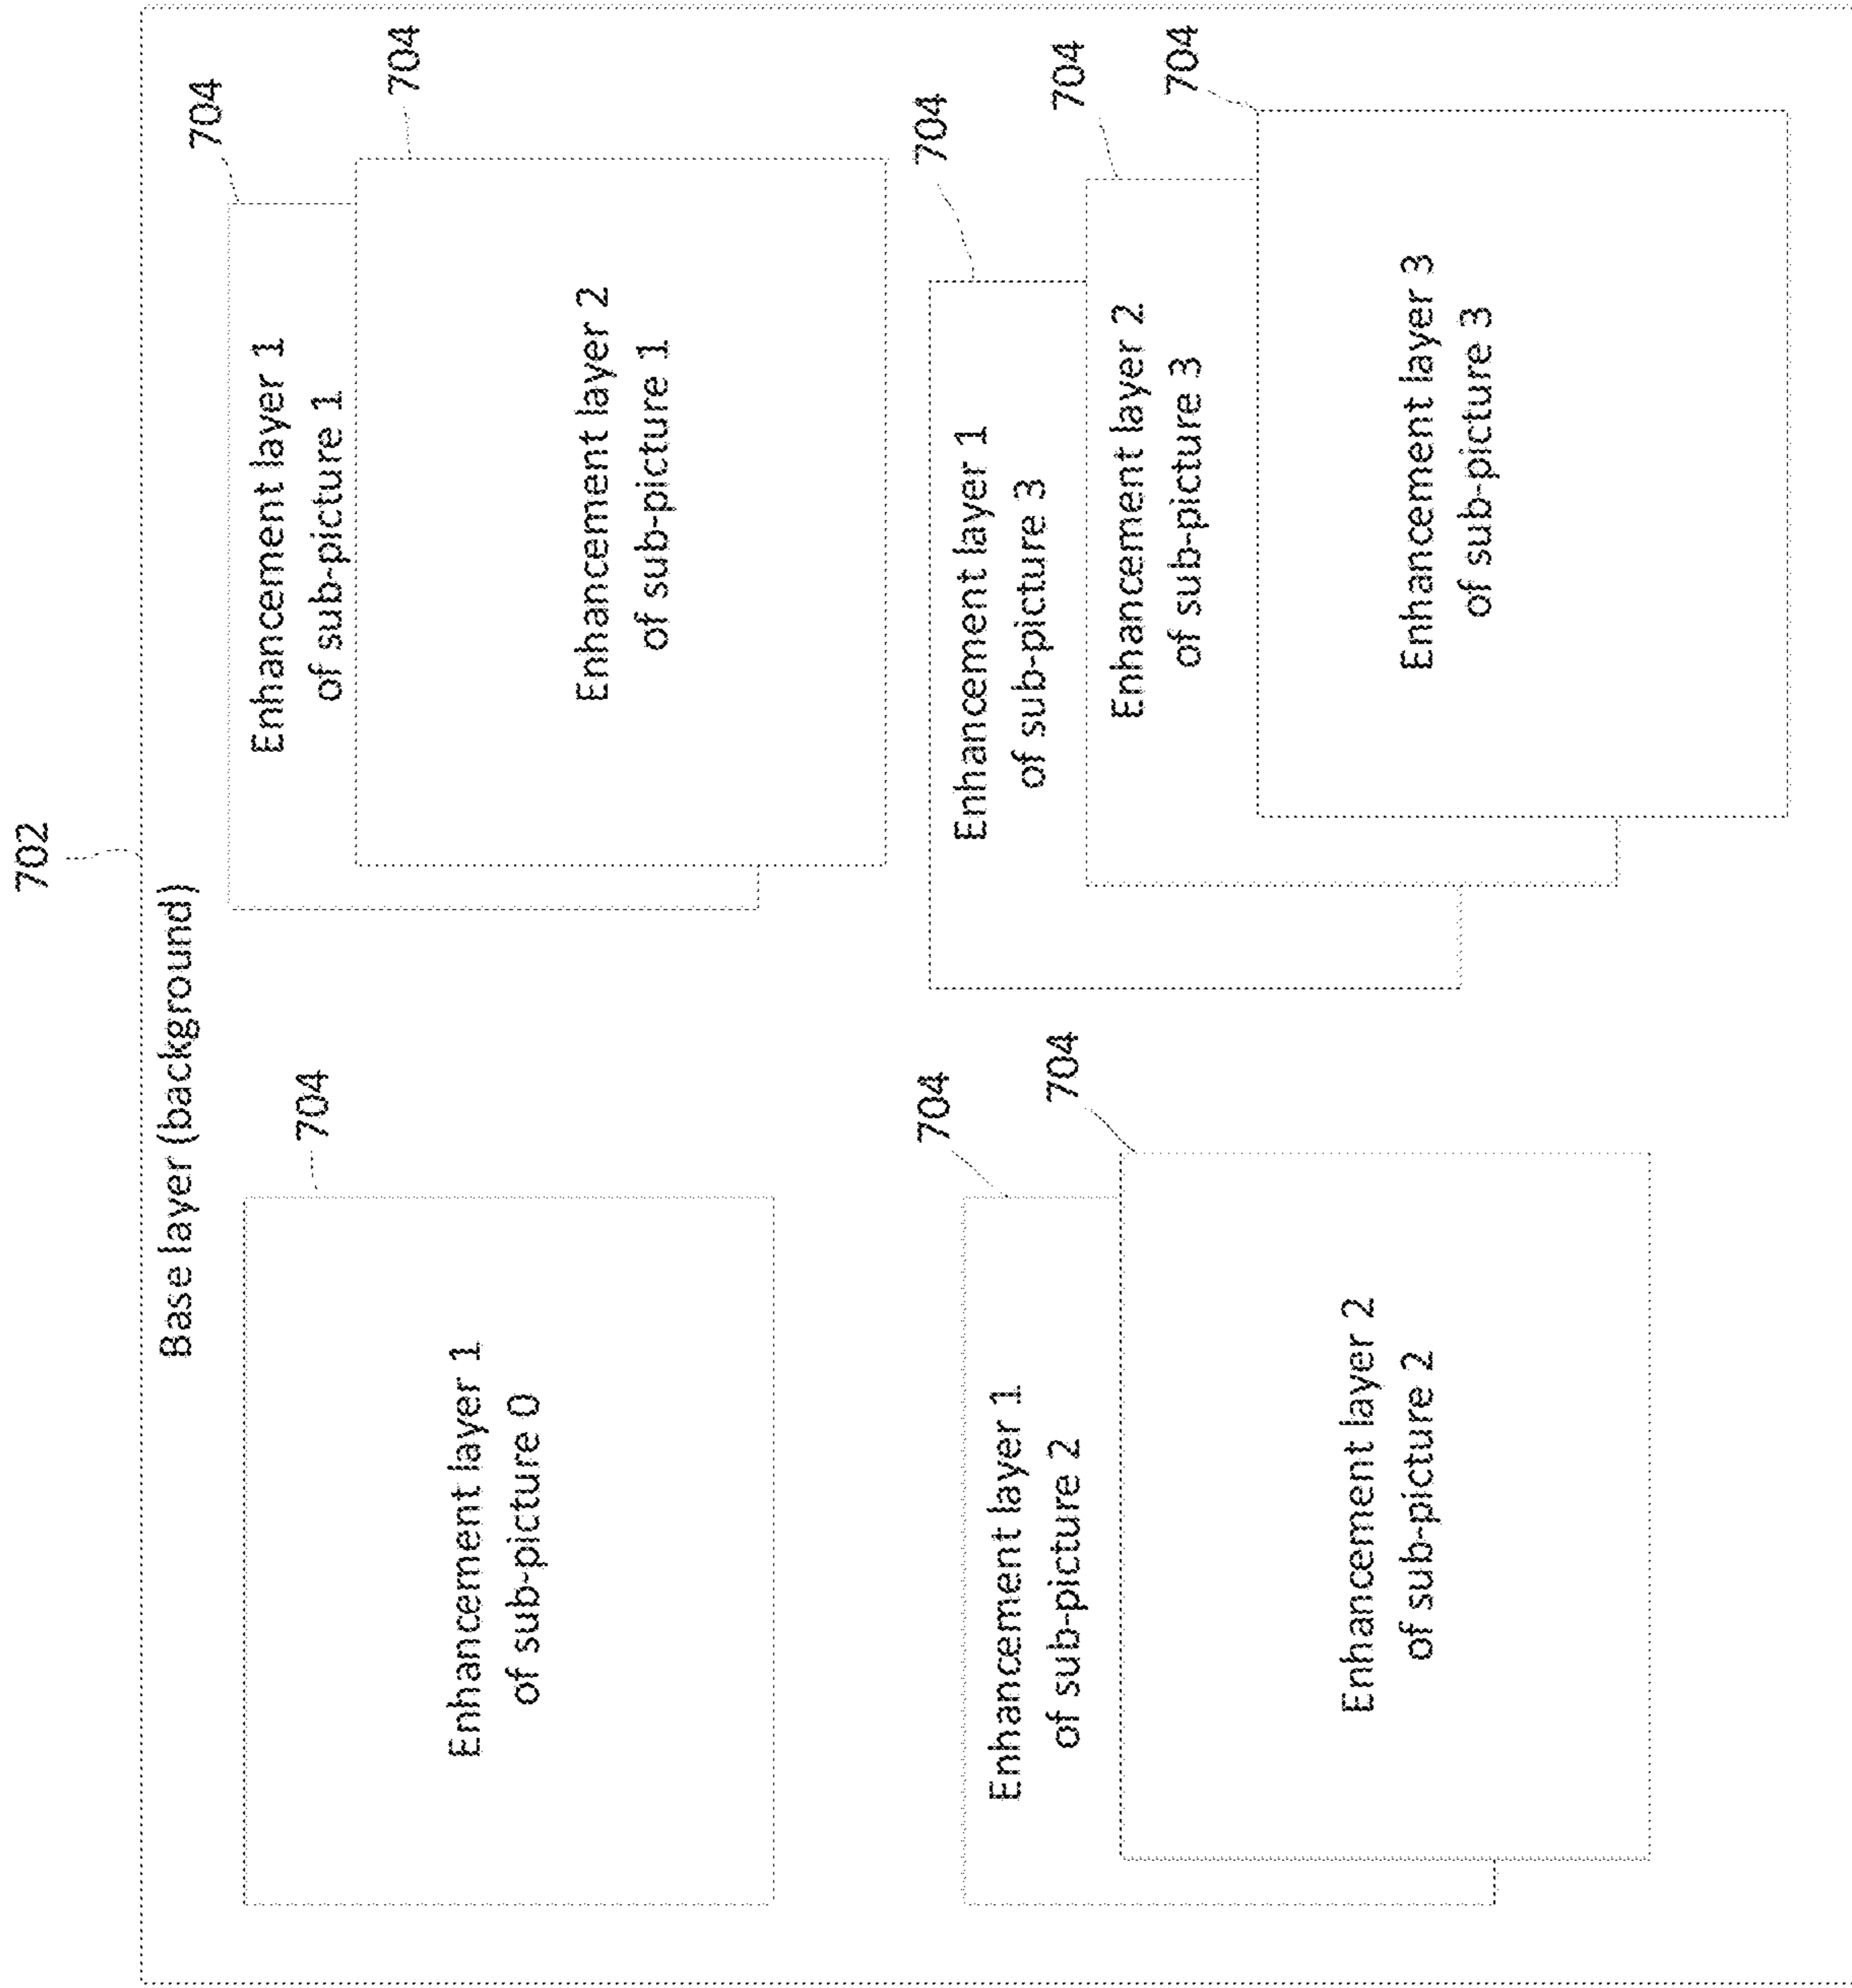 702
Base layer (background)
704
Enhancement layer 1
of sub-picture 0
704
Enhancement layer 1
of sub-picture 1
704
Enhancement layer 2
of sub-picture 1
704
Enhancement layer 1
of sub-picture 2
704
Enhancement layer 2
of sub-picture 2
704
Enhancement layer 1
of sub-picture 3
704
Enhancement layer 2
of sub-picture 3
704
Enhancement layer 3
of sub-picture 3